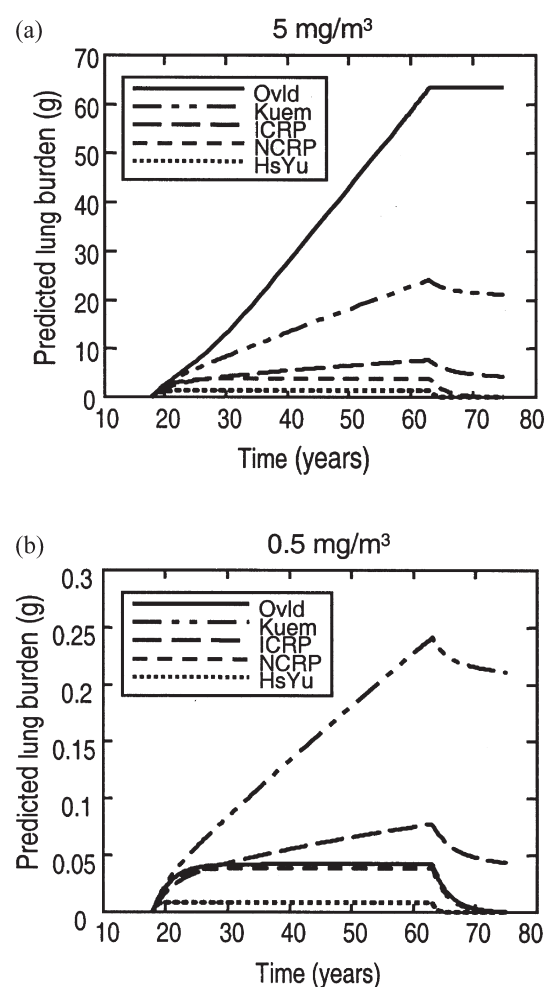 (a)
5 mg/m³
Predicted lung burden (g)
70
60
50
40
30
20
10
0
Ovld
Kuem
ICRP
NCRP
HsYu
10 20 30 40 50 60 70 80
Time (years)
(b)
0.5 mg/m³
Predicted lung burden (g)
0.3
0.25
0.2
0.15
0.1
0.05
0
Ovld
Kuem
ICRP
NCRP
HsYu
10 20 30 40 50 60 70 80
Time (years)